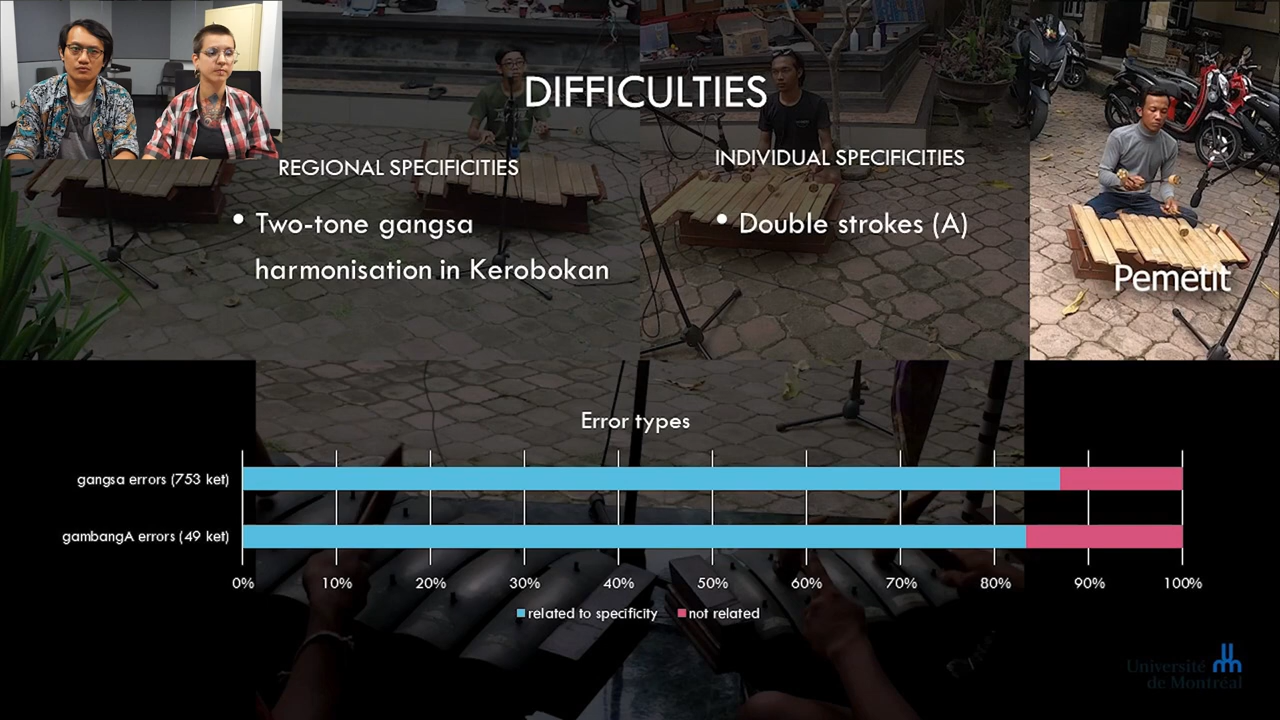 DIFFICULTIES
REGIONAL SPECIFICITIES
• Two-tone gangsa
harmonisation in Kerobokan
INDIVIDUAL SPECIFICITIES
• Double strokes (A)
Pemetit
Error types
gangsa errors (753 ket)
gambangA errors (49 ket)
0% 10% 20% 30% 40% 50% 60% 70% 80% 90% 100%
related to specificity not related
Université
de Montréal